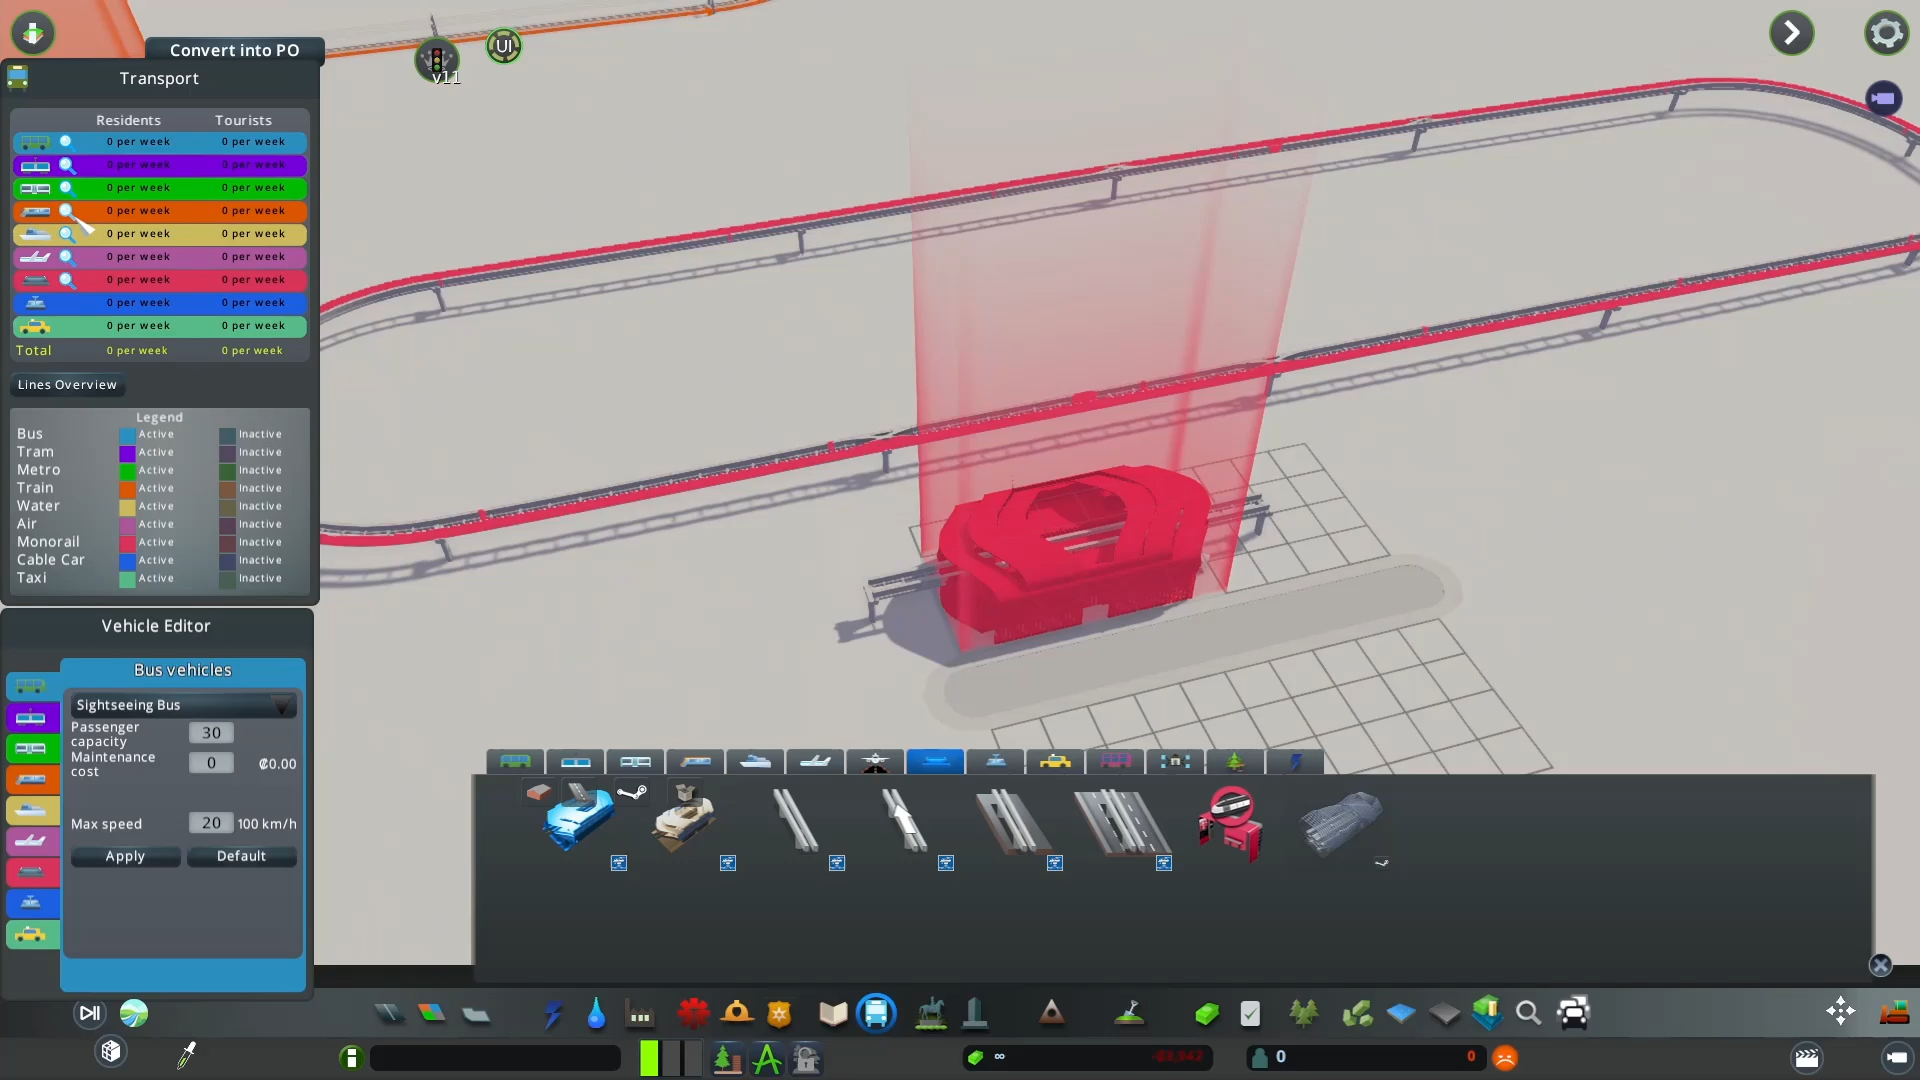 Convert into PO
Transport
UI
v11
Residents Tourists
0 per week 0 per week
0 per week 0 per week
0 per week 0 per week
0 per week 0 per week
0 per week 0 per week
0 per week 0 per week
0 per week 0 per week
0 per week 0 per week
0 per week 0 per week
Total 0 per week 0 per week
Lines Overview
Legend
Bus Active Inactive
Tram Active Inactive
Metro Active Inactive
Train Active Inactive
Water Active Inactive
Air Active Inactive
Monorail Active Inactive
Cable Car Active Inactive
Taxi Active Inactive
Vehicle Editor
Bus vehicles
Sightseeing Bus
Passenger capacity 30
Maintenance cost 0 ₡0.00
Max speed 20 100 km/h
Apply Default
∞
0 0